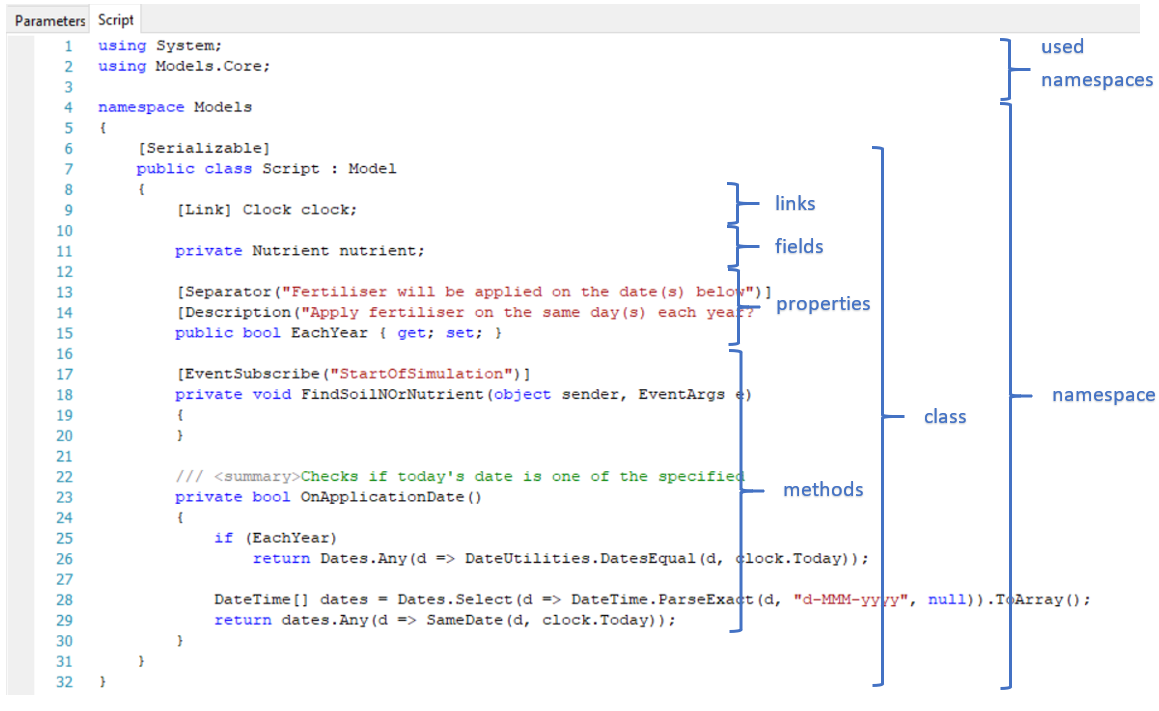 Parameters Script
1 using System;
2 using Models.Core;
3
4 namespace Models
5 {
6 [Serializable]
7 public class Script : Model
8 {
9 [Link] Clock clock;
10
11 private Nutrient nutrient;
12
13 [Separator("Fertiliser will be applied on the date(s) below")]
14 [Description("Apply fertiliser on the same day(s) each year?
15 public bool EachYear { get; set; }
16
17 [EventSubscribe("StartOfSimulation")]
18 private void FindSoilNOrNutrient(object sender, EventArgs e)
19 {
20 }
21
22 /// <summary>Checks if today's date is one of the specified
23 private bool OnApplicationDate()
24 {
25 if (EachYear)
26 return Dates.Any(d => DateUtilities.DatesEqual(d, clock.Today));
27
28 DateTime[] dates = Dates.Select(d => DateTime.ParseExact(d, "d-MMM-yyyy", null)).ToArray();
29 return dates.Any(d => SameDate(d, clock.Today));
30 }
31 }
32 }
used
namespaces
links
fields
properties
methods
class
namespace